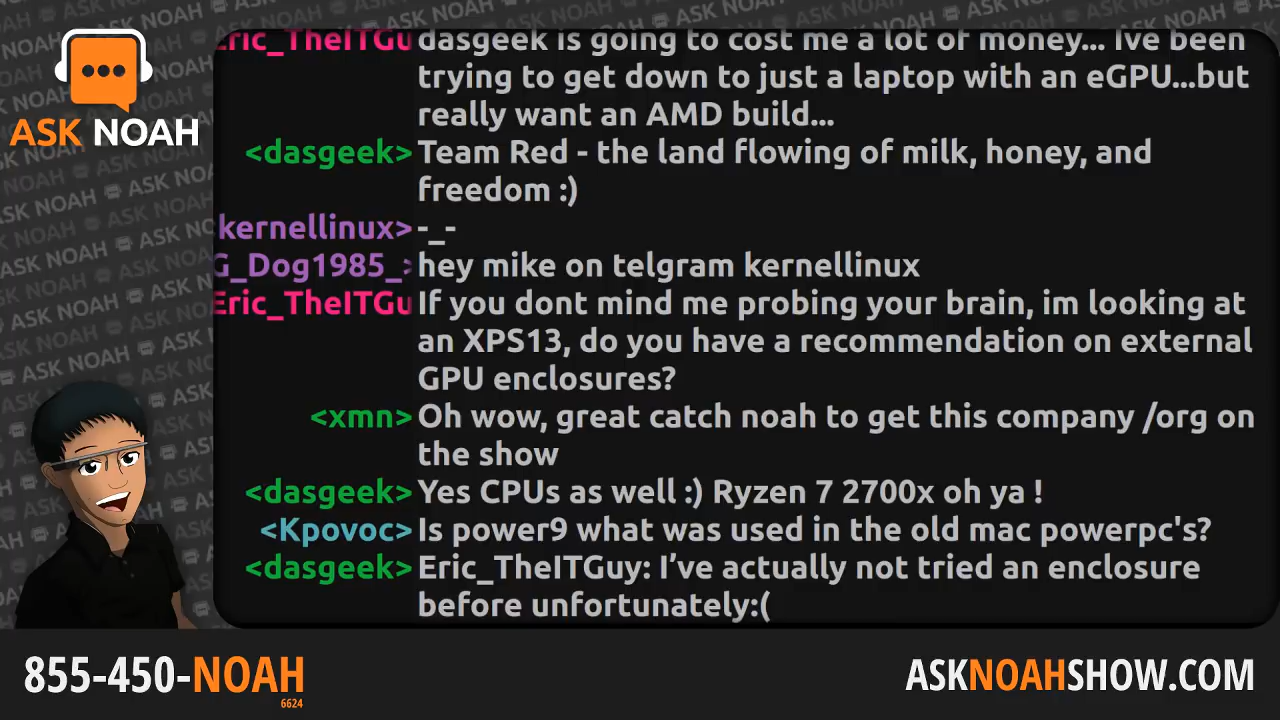 ASK NOAH
Eric_TheITGu dasgeek is going to cost me a lot of money... Ive been
trying to get down to just a laptop with an eGPU...but
really want an AMD build...
<dasgeek> Team Red - the land flowing of milk, honey, and
freedom :)
kernellinux> -_-
G_Dog1985_> hey mike on telgram kernellinux
Eric_TheITGu If you dont mind me probing your brain, im looking at
an XPS13, do you have a recommendation on external
GPU enclosures?
<xmn> Oh wow, great catch noah to get this company /org on
the show
<dasgeek> Yes CPUs as well :) Ryzen 7 2700x oh ya !
<Kpovoc> Is power9 what was used in the old mac powerpc's?
<dasgeek> Eric_TheITGuy: I’ve actually not tried an enclosure
before unfortunately:(
855-450-NOAH
6624
ASKNOAHSHOW.COM